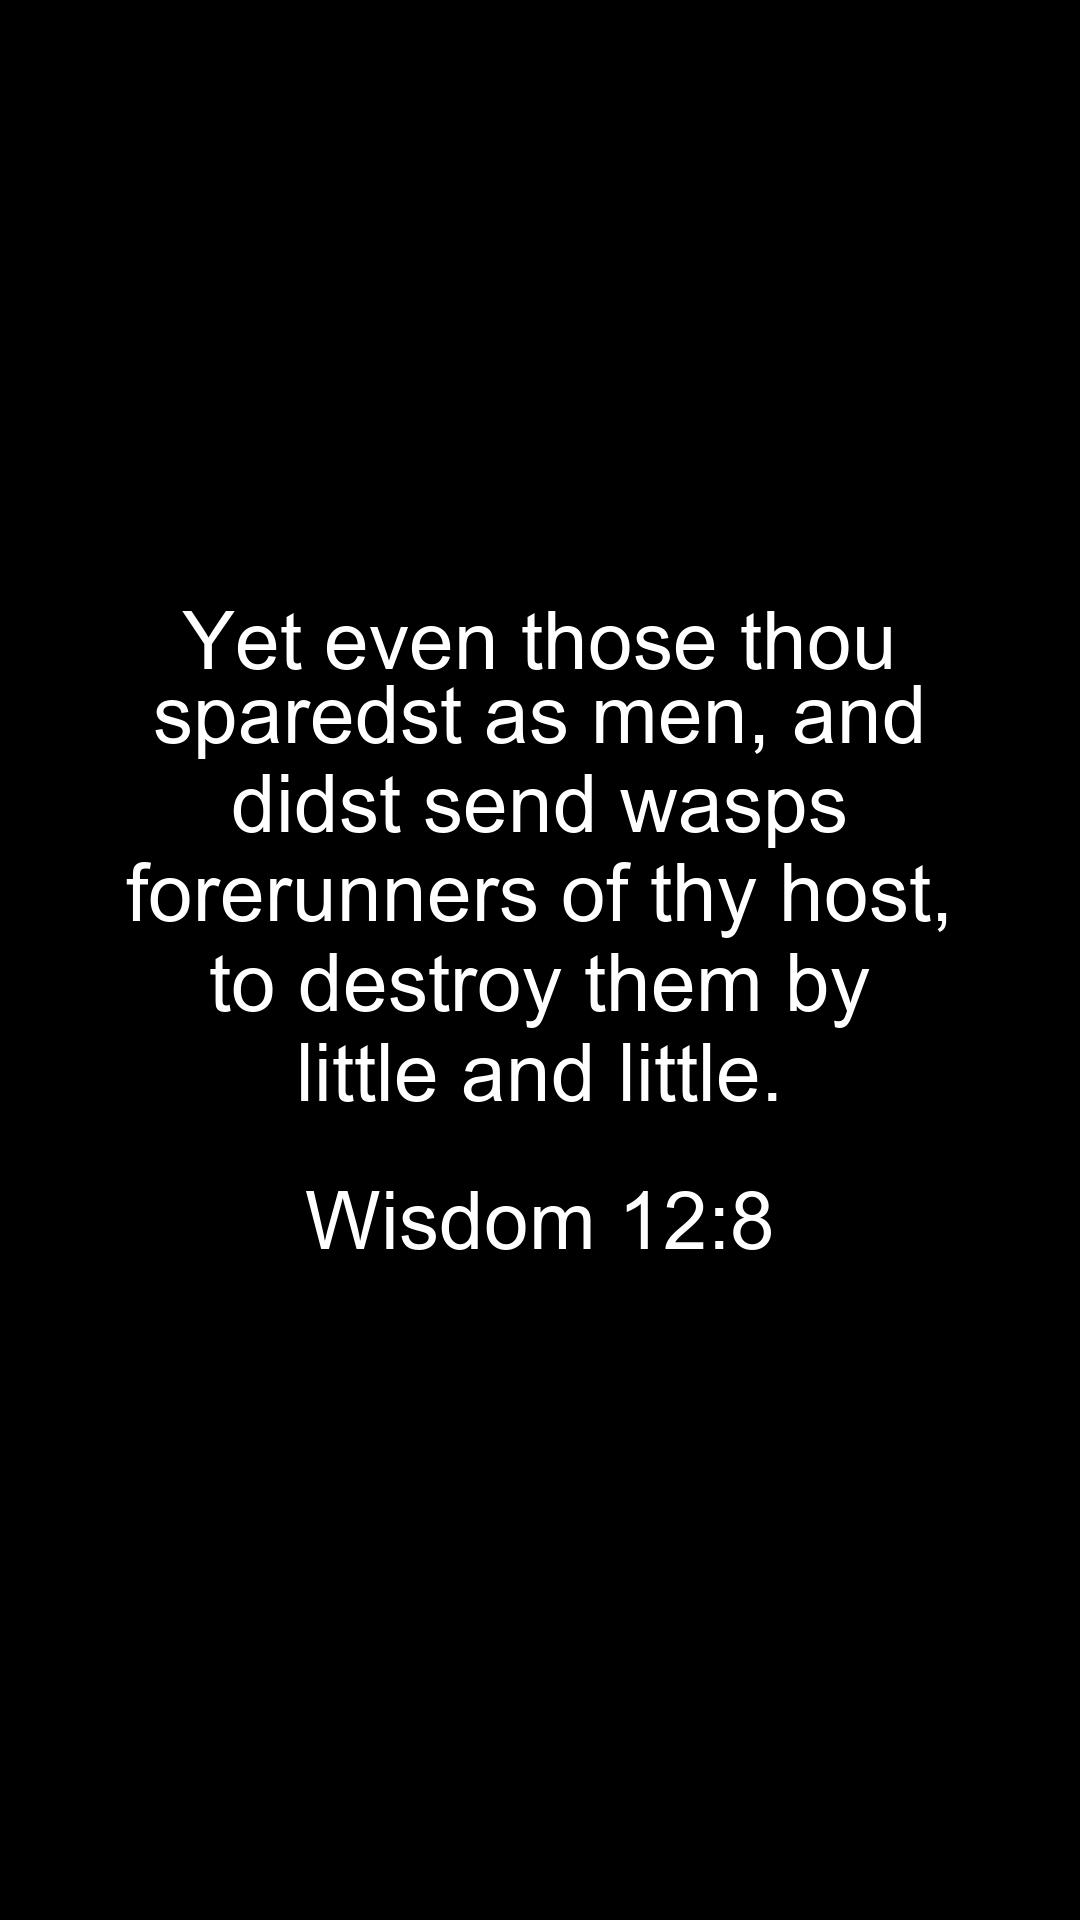 Yet even those thou
sparedst as men, and
didst send wasps
forerunners of thy host,
to destroy them by
little and little.
Wisdom 12:8